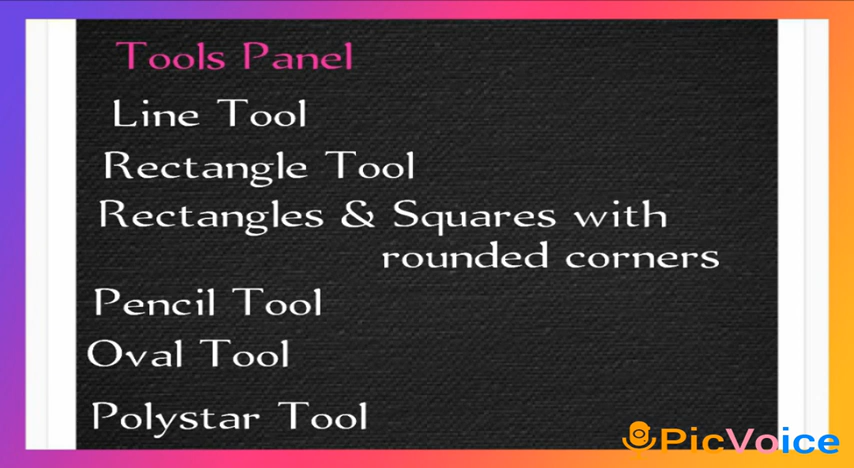 Tools Panel
Line Tool
Rectangle Tool
Rectangles & Squares with
rounded corners
Pencil Tool
Oval Tool
Polystar Tool
PicVoice